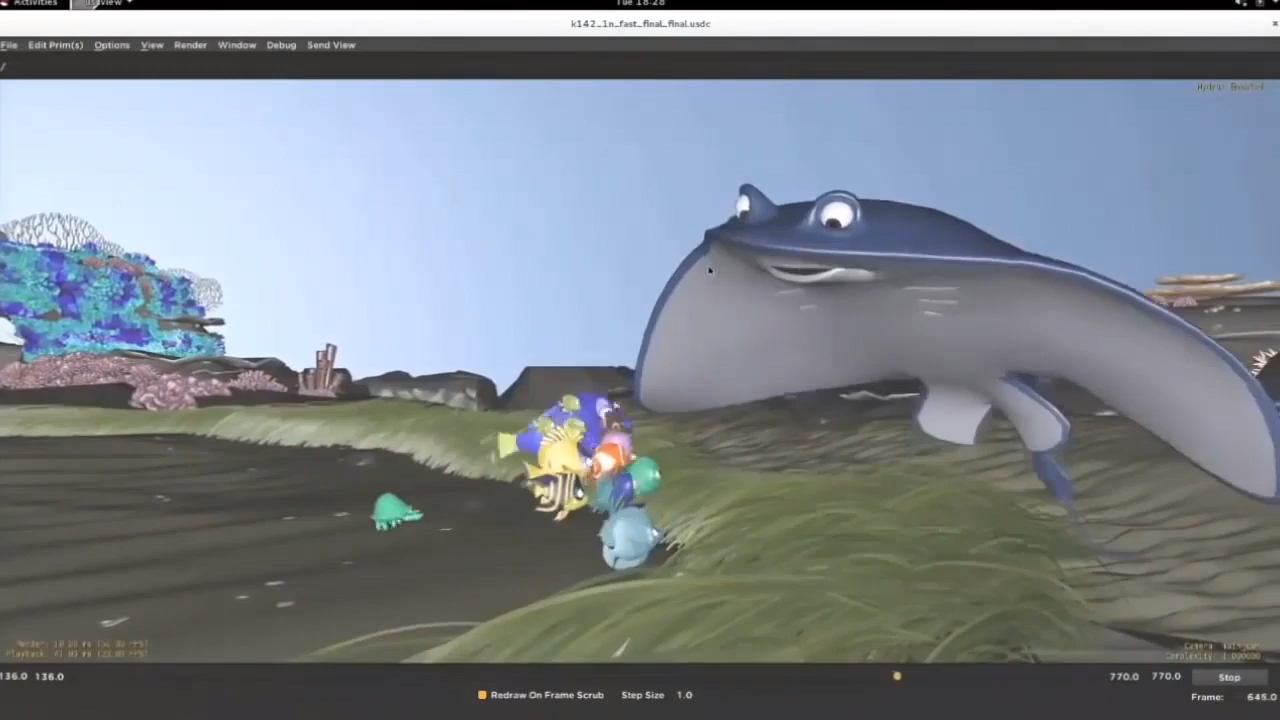 Activities usdview Tue 18:28
k142_1n_fast_final_final.usdc ×
File Edit Prim(s) Options View Render Window Debug Send View
/
136.0 136.0 770.0 770.0 Stop
Redraw On Frame Scrub Step Size 1.0 Frame: 645.0